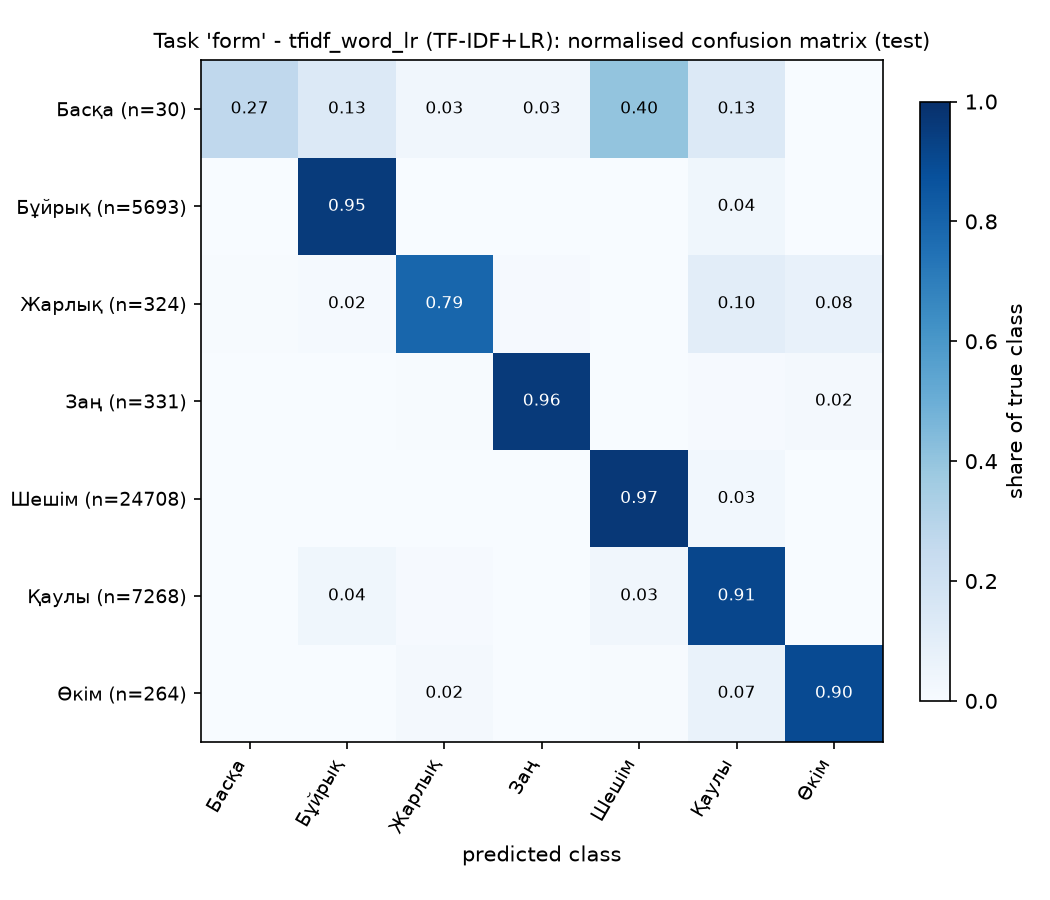 Task 'form' - tfidf_word_lr (TF-IDF+LR): normalised confusion matrix (test)
Басқа (n=30) 0.27 0.13 0.03 0.03 0.40 0.13
Бұйрық (n=5693) 0.95 0.04
Жарлық (n=324) 0.02 0.79 0.10 0.08
Заң (n=331) 0.96 0.02
Шешім (n=24708) 0.97 0.03
Қаулы (n=7268) 0.04 0.03 0.91
Өкім (n=264) 0.02 0.07 0.90
Басқа Бұйрық Жарлық Заң Шешім Қаулы Өкім
predicted class
1.0
0.8
0.6
0.4
0.2
0.0
share of true class